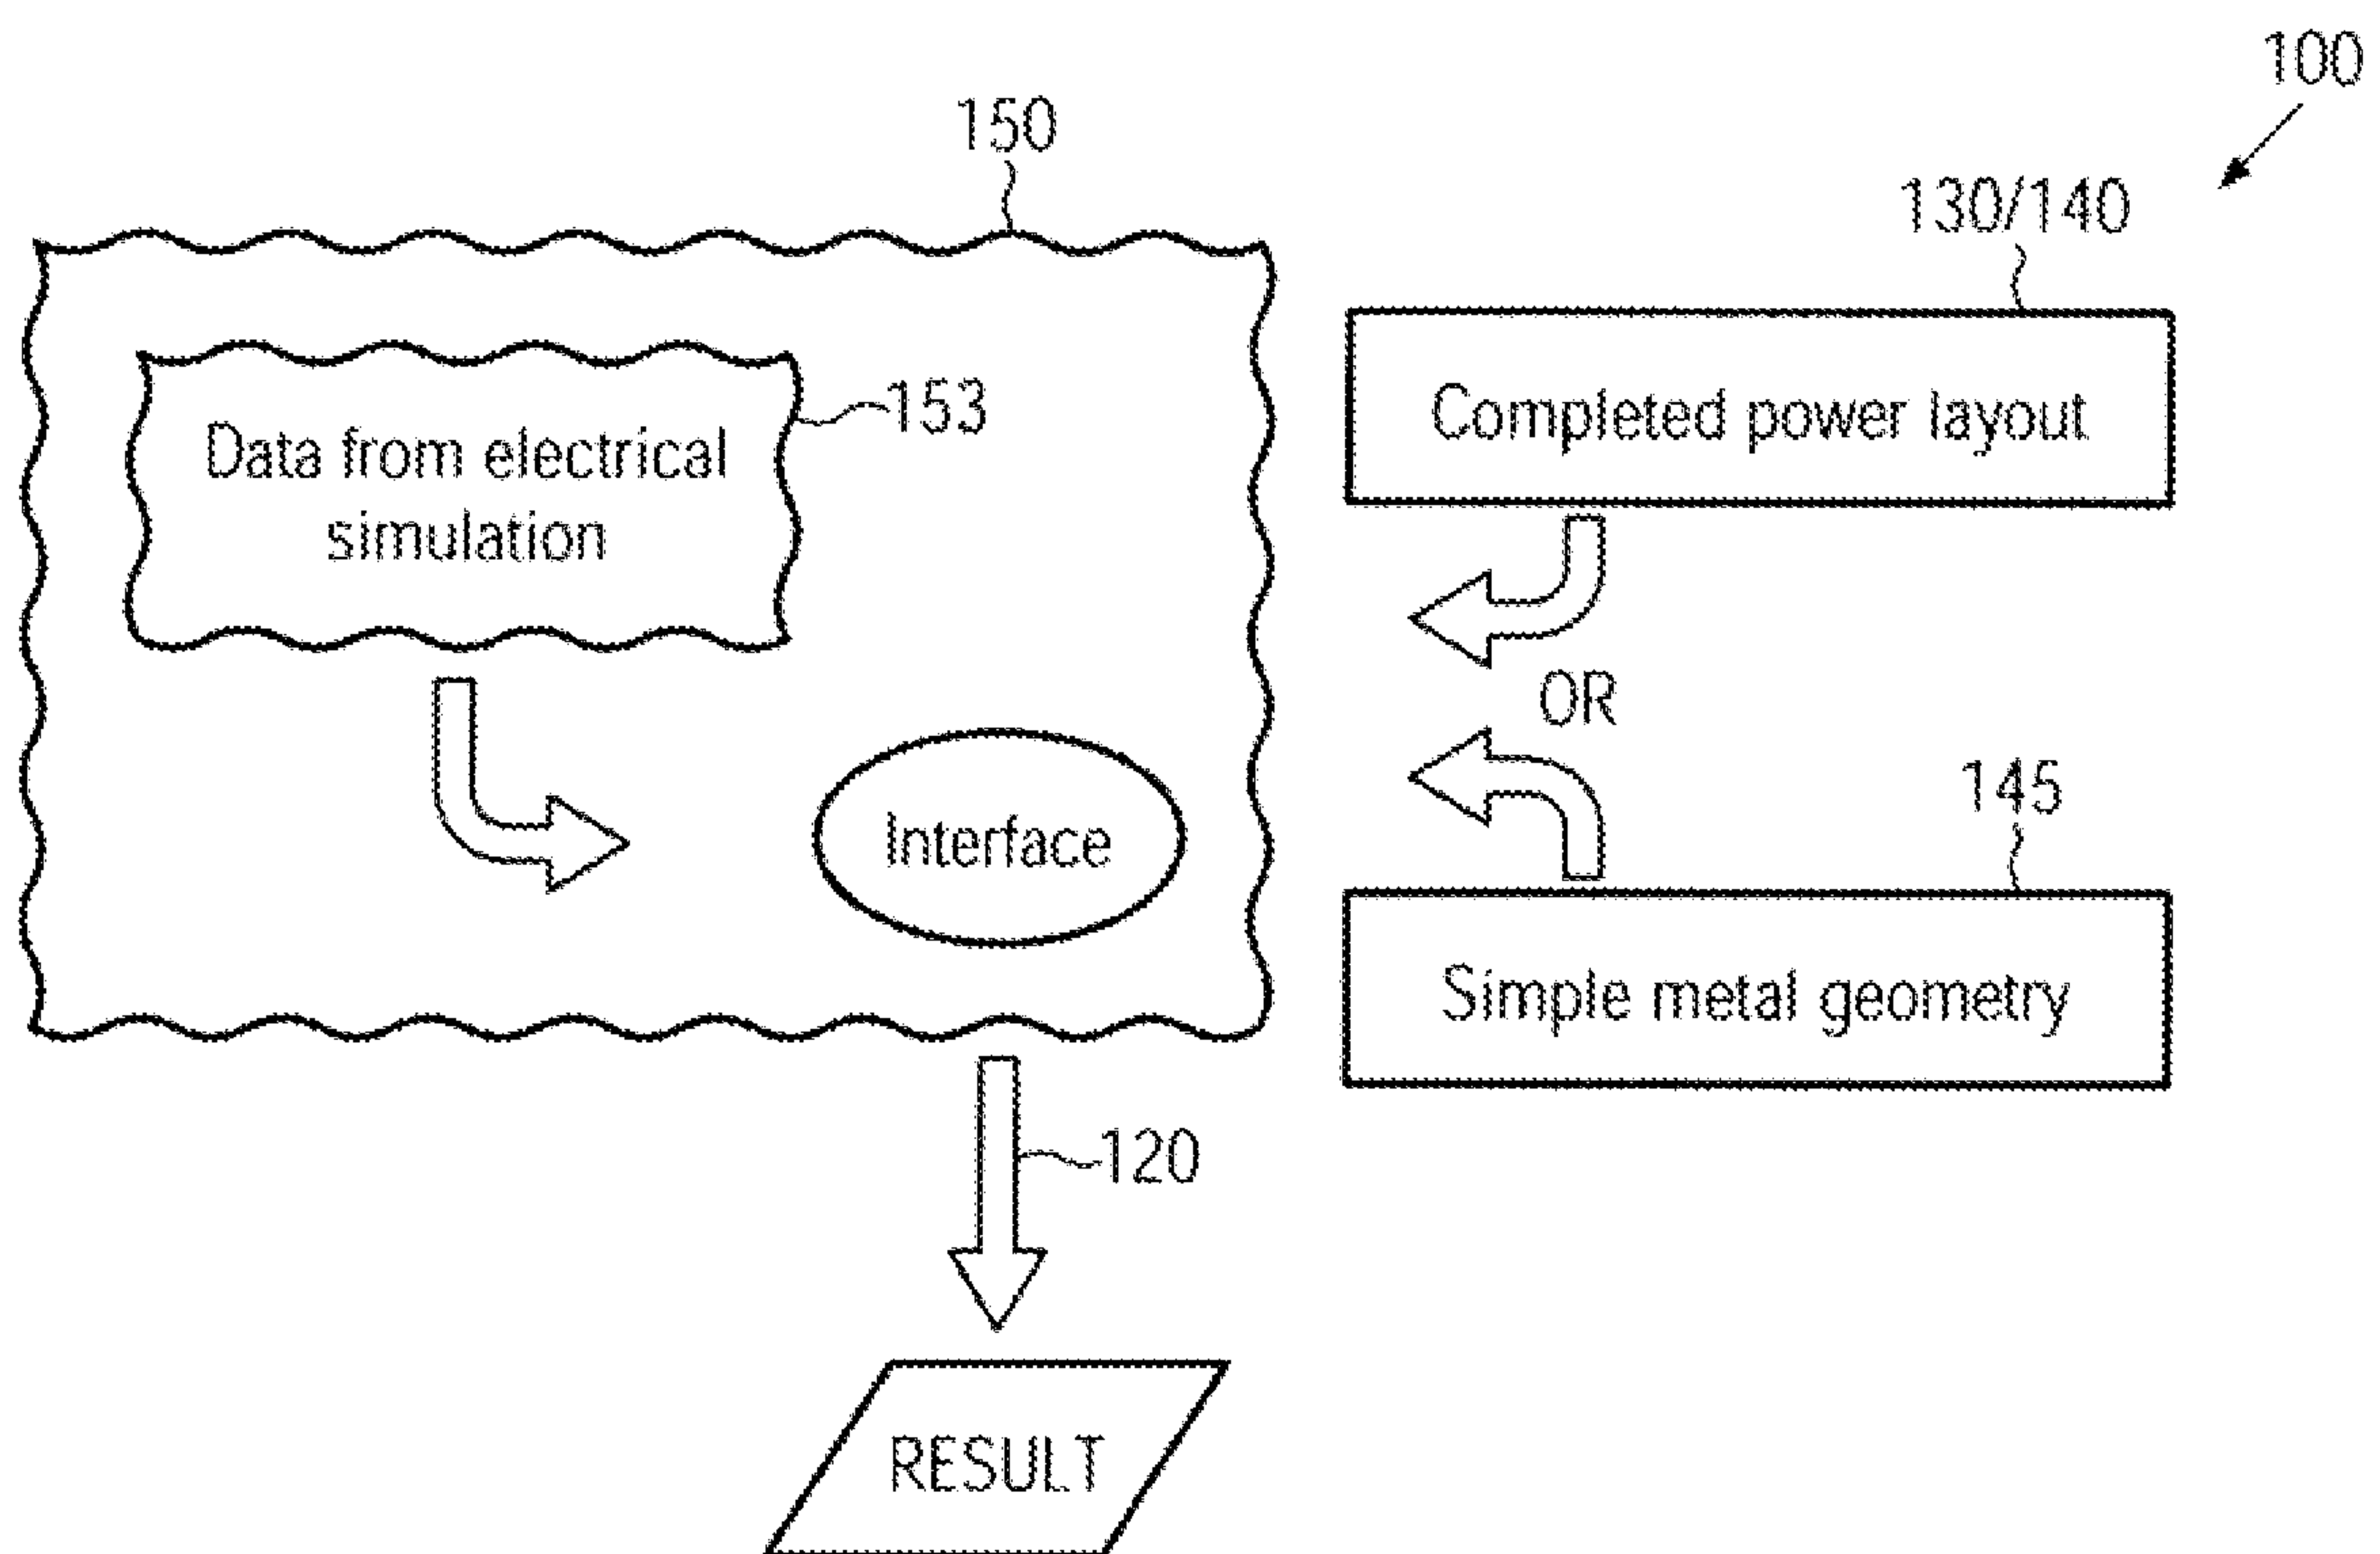 100
150
130/140
153
Data from electrical
simulation
Completed power layout
OR
145
Interface
Simple metal geometry
120
RESULT